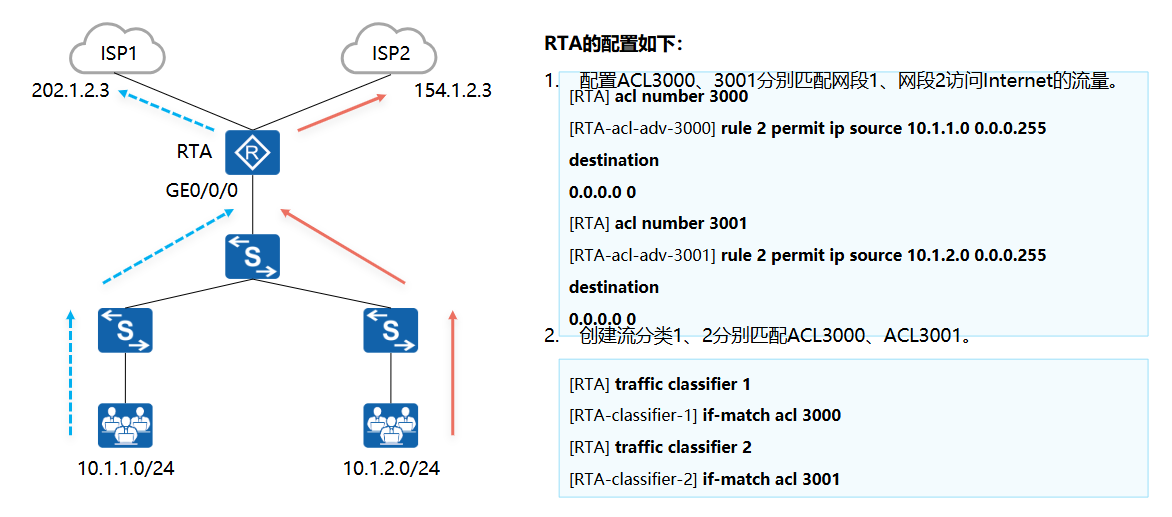 ISP1
ISP2
202.1.2.3
154.1.2.3
RTA
R
GE0/0/0
S
S
S
10.1.1.0/24
10.1.2.0/24
RTA的配置如下：
1. 配置ACL3000、3001分别匹配网段1、网段2访问Internet的流量。
[RTA] acl number 3000
[RTA-acl-adv-3000] rule 2 permit ip source 10.1.1.0 0.0.0.255
destination
0.0.0.0 0
[RTA] acl number 3001
[RTA-acl-adv-3001] rule 2 permit ip source 10.1.2.0 0.0.0.255
destination
0.0.0.0 0
2. 创建流分类1、2分别匹配ACL3000、ACL3001。
[RTA] traffic classifier 1
[RTA-classifier-1] if-match acl 3000
[RTA] traffic classifier 2
[RTA-classifier-2] if-match acl 3001